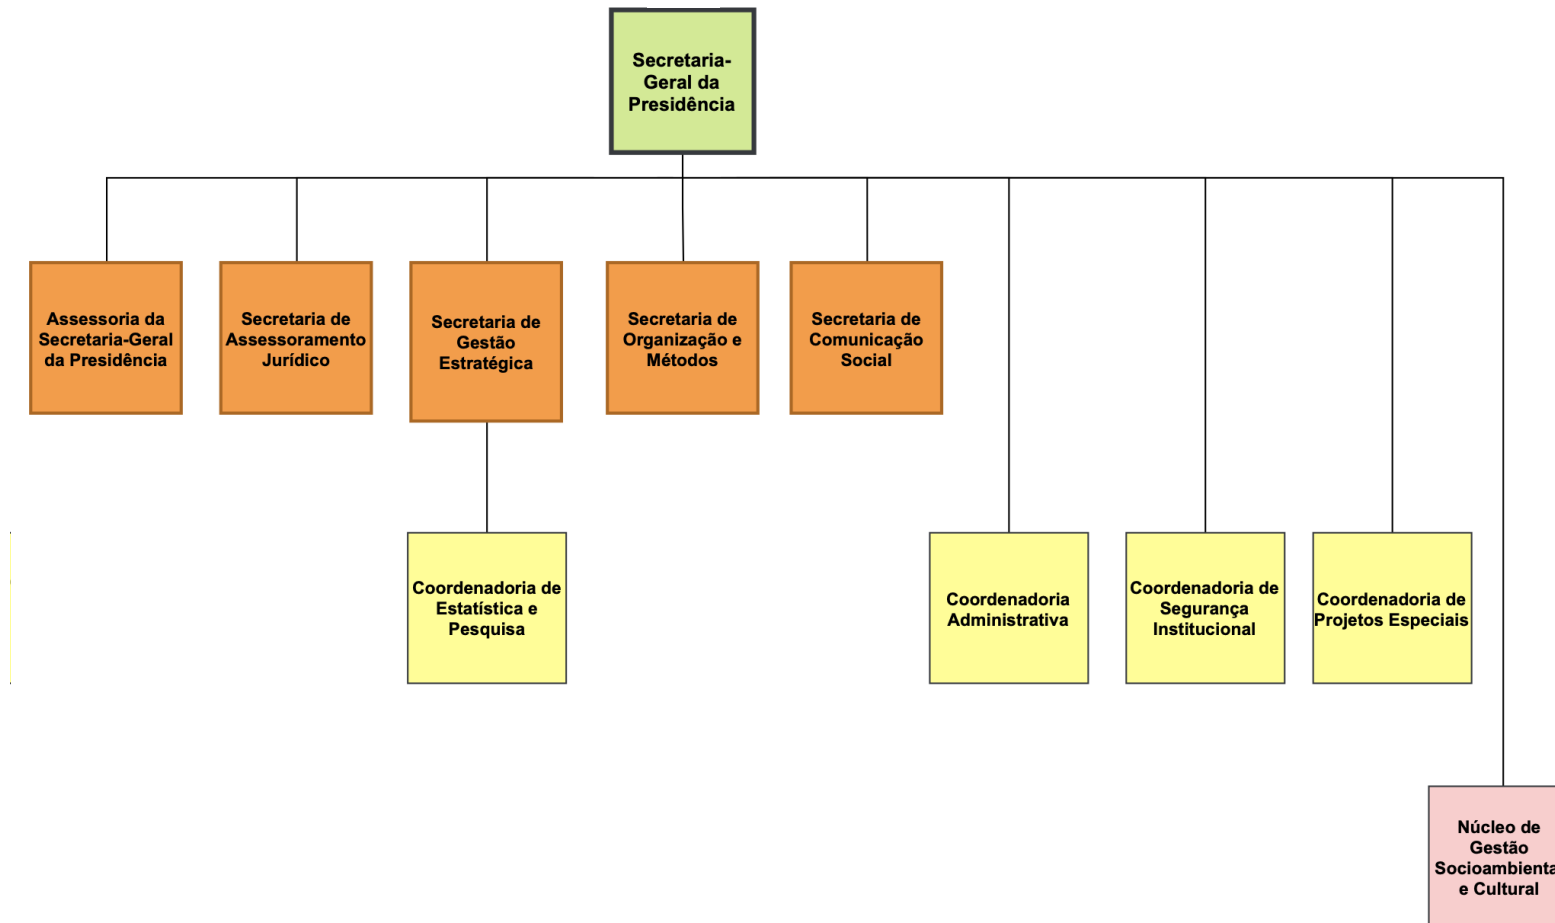 Secretaria-
Geral da
Presidência
Assessoria da
Secretaria-Geral
da Presidência
Secretaria de
Assessoramento
Jurídico
Secretaria de
Gestão
Estratégica
Secretaria de
Organização e
Métodos
Secretaria de
Comunicação
Social
Coordenadoria de
Estatística e
Pesquisa
Coordenadoria
Administrativa
Coordenadoria de
Segurança
Institucional
Coordenadoria de
Projetos Especiais
Núcleo de
Gestão
Socioambienta
e Cultural